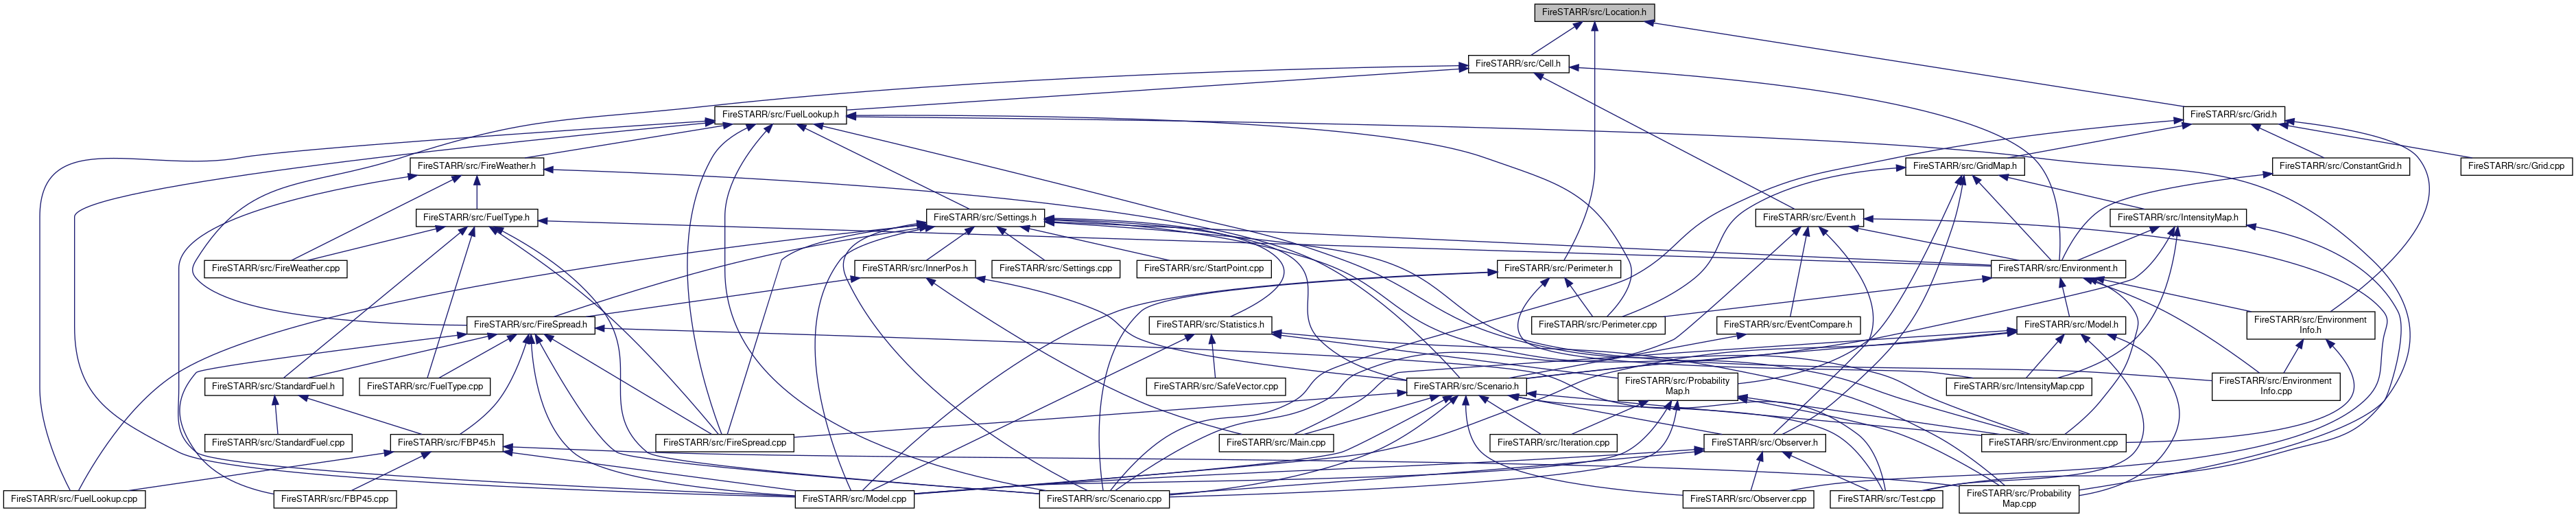 FireSTARR/src/Location.h
FireSTARR/src/Cell.h
FireSTARR/src/FuelLookup.h
FireSTARR/src/Grid.h
FireSTARR/src/FireWeather.h
FireSTARR/src/GridMap.h
FireSTARR/src/ConstantGrid.h
FireSTARR/src/Grid.cpp
FireSTARR/src/FuelType.h
FireSTARR/src/Settings.h
FireSTARR/src/Event.h
FireSTARR/src/IntensityMap.h
FireSTARR/src/FireWeather.cpp
FireSTARR/src/InnerPos.h
FireSTARR/src/Settings.cpp
FireSTARR/src/StartPoint.cpp
FireSTARR/src/Perimeter.h
FireSTARR/src/Environment.h
FireSTARR/src/FireSpread.h
FireSTARR/src/Statistics.h
FireSTARR/src/Perimeter.cpp
FireSTARR/src/EventCompare.h
FireSTARR/src/Model.h
FireSTARR/src/Environment
Info.h
FireSTARR/src/StandardFuel.h
FireSTARR/src/FuelType.cpp
FireSTARR/src/SafeVector.cpp
FireSTARR/src/Scenario.h
FireSTARR/src/Probability
Map.h
FireSTARR/src/IntensityMap.cpp
FireSTARR/src/Environment
Info.cpp
FireSTARR/src/StandardFuel.cpp
FireSTARR/src/FBP45.h
FireSTARR/src/FireSpread.cpp
FireSTARR/src/Main.cpp
FireSTARR/src/Iteration.cpp
FireSTARR/src/Observer.h
FireSTARR/src/Environment.cpp
FireSTARR/src/FuelLookup.cpp
FireSTARR/src/FBP45.cpp
FireSTARR/src/Model.cpp
FireSTARR/src/Scenario.cpp
FireSTARR/src/Observer.cpp
FireSTARR/src/Test.cpp
FireSTARR/src/Probability
Map.cpp